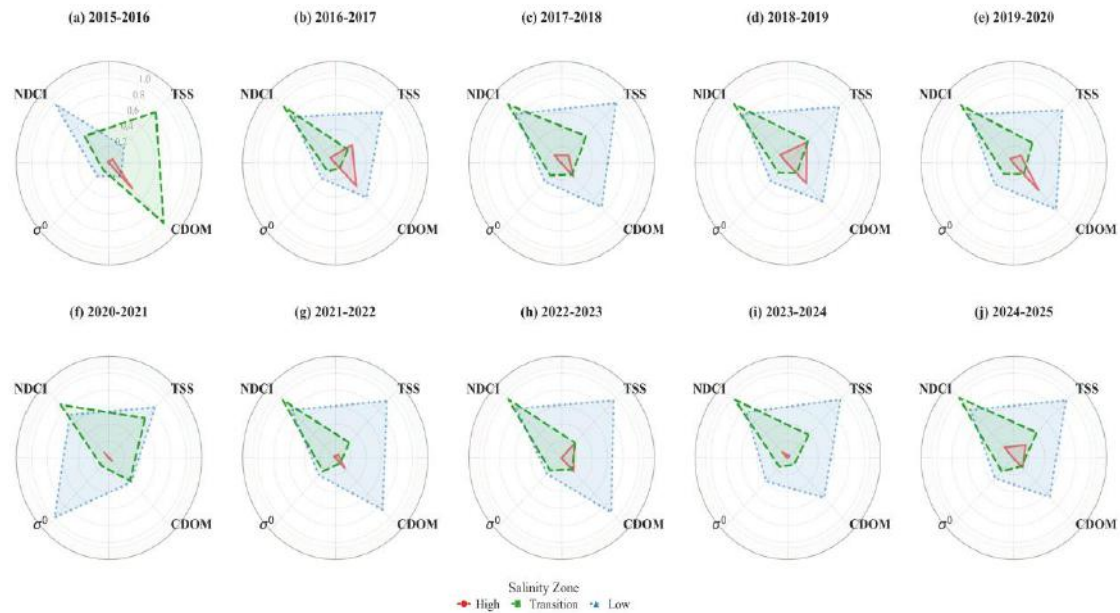 (a) 2015-2016
(b) 2016-2017
(c) 2017-2018
(d) 2018-2019
(e) 2019-2020
1.0
0.8
0.6
0.4
0.2
0.0
NDCI
TSS
σ⁰
CDOM
NDCI
TSS
σ⁰
CDOM
NDCI
TSS
σ⁰
CDOM
NDCI
TSS
σ⁰
CDOM
NDCI
TSS
σ⁰
CDOM
(f) 2020-2021
(g) 2021-2022
(h) 2022-2023
(i) 2023-2024
(j) 2024-2025
NDCI
TSS
σ⁰
CDOM
NDCI
TSS
σ⁰
CDOM
NDCI
TSS
σ⁰
CDOM
NDCI
TSS
σ⁰
CDOM
NDCI
TSS
σ⁰
CDOM
Salinity Zone
High Transition Low